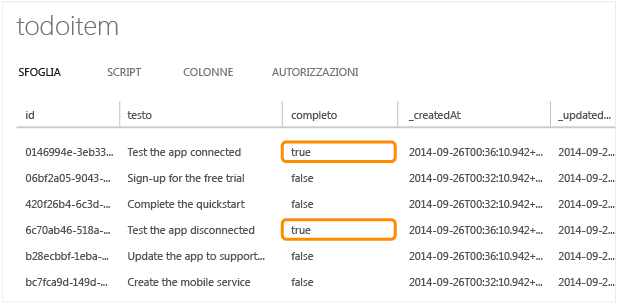 todoitem
SFOGLIA SCRIPT COLONNE AUTORIZZAZIONI
id testo completo _createdAt _updated...
0146994e-3eb33... Test the app connected true 2014-09-26T00:36:10.942+... 2014-09-2...
06bf2a05-9043-... Sign-up for the free trial false 2014-09-26T00:32:10.942+... 2014-09-2...
420f26b4-6c3d-... Complete the quickstart false 2014-09-26T00:32:10.942+... 2014-09-2...
6c70ab46-518a-... Test the app disconnected true 2014-09-26T00:36:10.942+... 2014-09-2...
b28ecbbf-1eba-... Update the app to support... false 2014-09-26T00:36:10.942+... 2014-09-2...
bc7fca9d-149d-... Create the mobile service false 2014-09-26T00:32:10.942+... 2014-09-2...